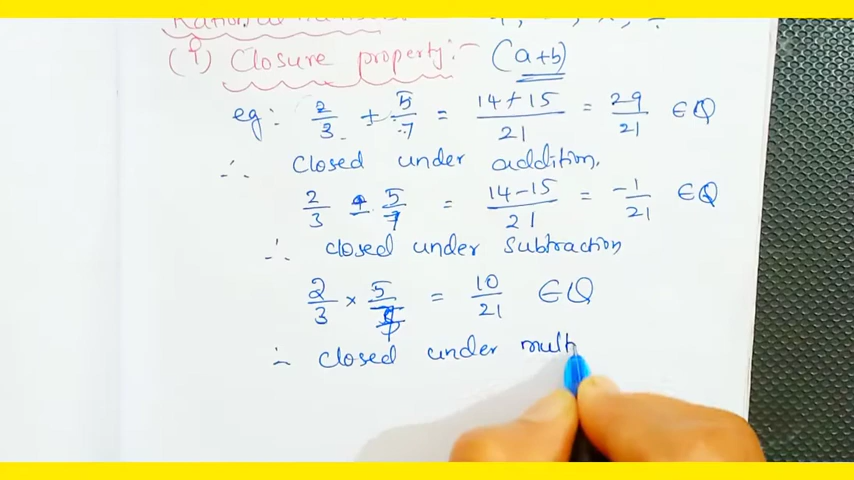 (i) Closure property:- (a+b)
eg: 2/3 + 5/7 = 14+15/21 = 29/21 ∈Q
∴ Closed under addition.
2/3 - 5/7 = 14-15/21 = -1/21 ∈Q
∴ closed under Subtraction
2/3 × 5/7 = 10/21 ∈Q
∴ closed under mult